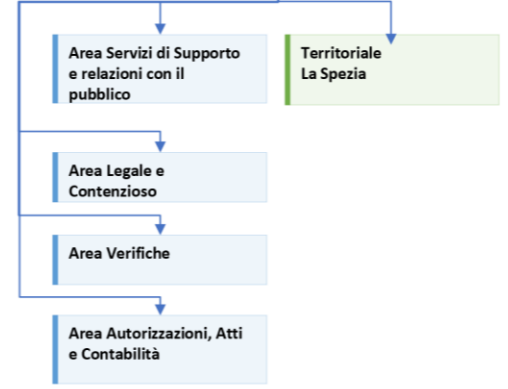 Area Servizi di Supporto
e relazioni con il
pubblico
Territoriale
La Spezia
Area Legale e
Contenzioso
Area Verifiche
Area Autorizzazioni, Atti
e Contabilità